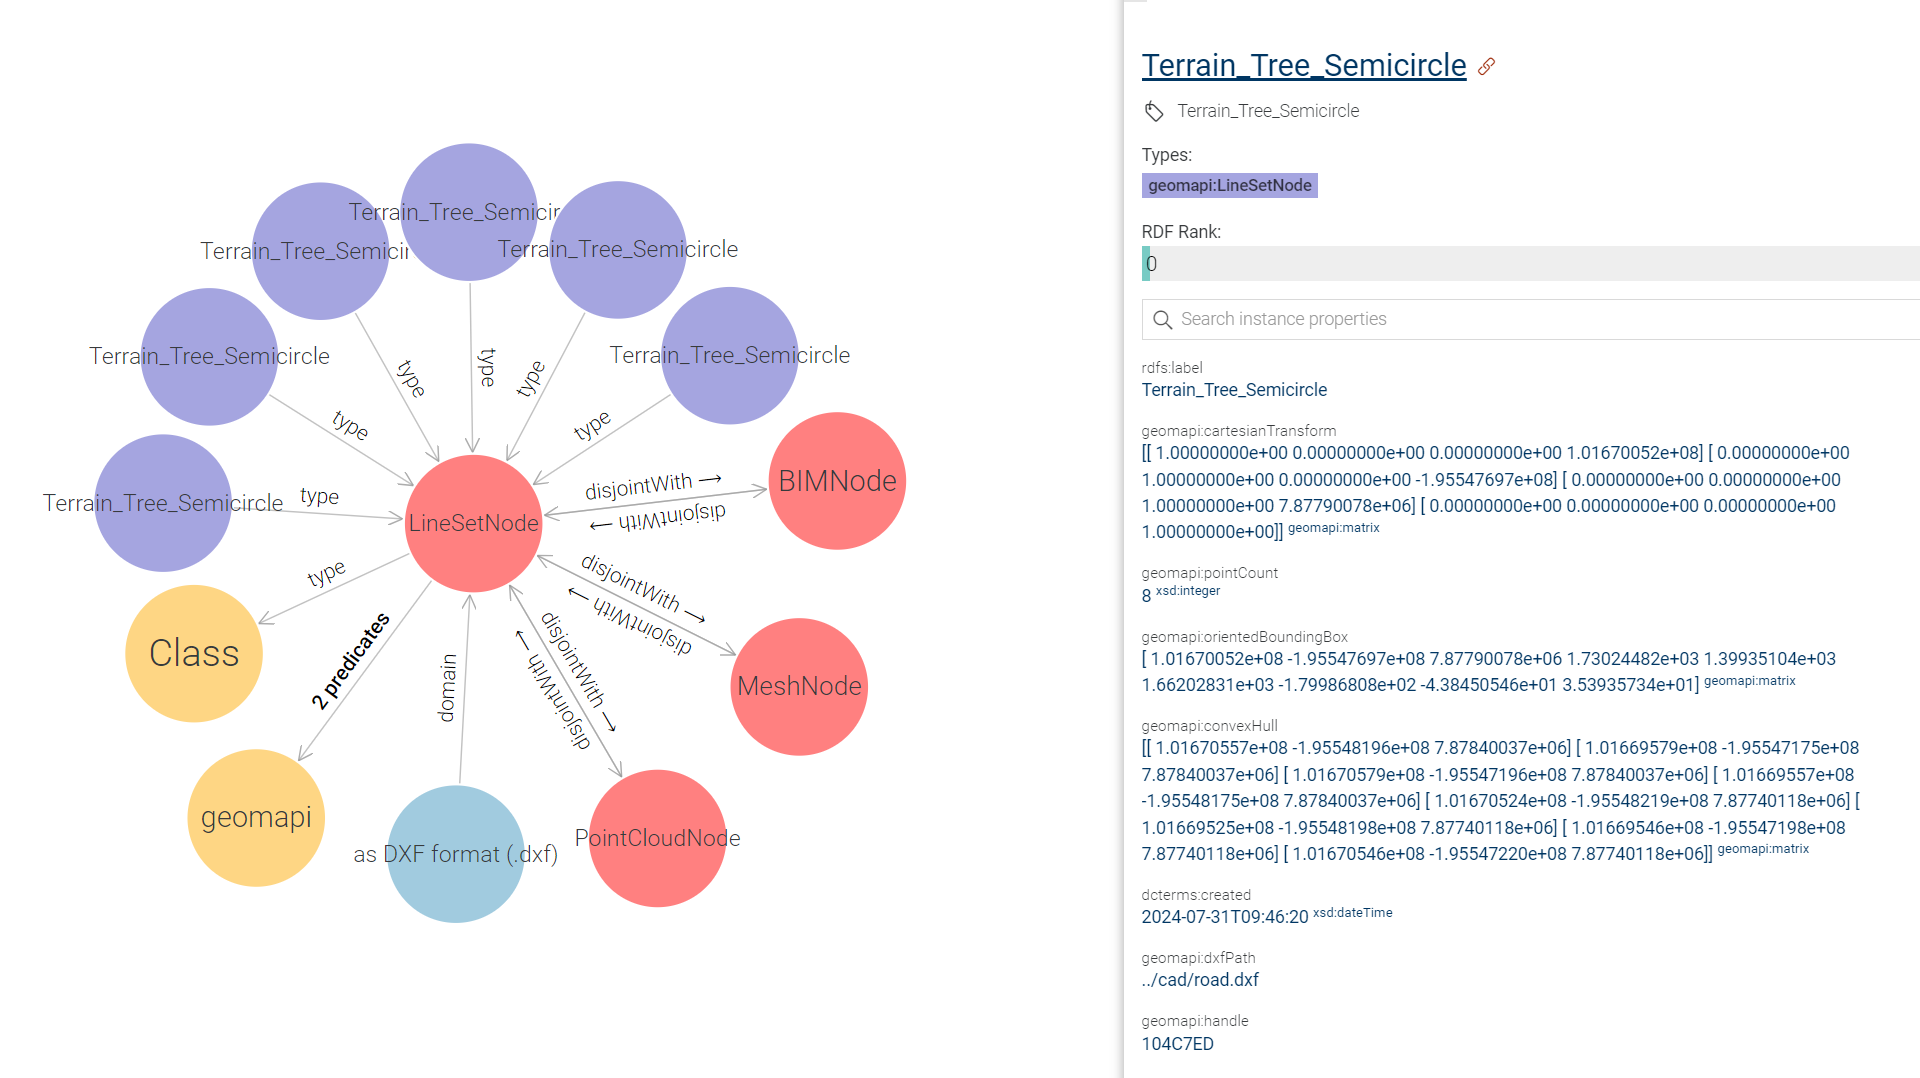 Terrain_Tree_Semicir
Terrain_Tree_Semicir
Terrain_Tree_Semicircle
Terrain_Tree_Semicircle
Terrain_Tree_Semicircle
Terrain_Tree_Semicircle
type
type
type
type
type
type
type
LineSetNode
disjointWith →
← disjointWith
BIMNode
disjointWith →
← disjointWith
MeshNode
disjointWith →
← disjointWith
PointCloudNode
domain
as DXF format (.dxf)
2 predicates
geomapi
Class
Terrain_Tree_Semicircle
Terrain_Tree_Semicircle
Types:
geomapi:LineSetNode
RDF Rank:
0
Search instance properties
rdfs:label
Terrain_Tree_Semicircle
geomapi:cartesianTransform
[[ 1.00000000e+00 0.00000000e+00 0.00000000e+00 1.01670052e+08] [ 0.00000000e+00
1.00000000e+00 0.00000000e+00 -1.95547697e+08] [ 0.00000000e+00 0.00000000e+00
1.00000000e+00 7.87790078e+06] [ 0.00000000e+00 0.00000000e+00 0.00000000e+00
1.00000000e+00]] geomapi:matrix
geomapi:pointCount
8 xsd:integer
geomapi:orientedBoundingBox
[ 1.01670052e+08 -1.95547697e+08 7.87790078e+06 1.73024482e+03 1.39935104e+03
1.66202831e+03 -1.79986808e+02 -4.38450546e+01 3.53935734e+01] geomapi:matrix
geomapi:convexHull
[[ 1.01670557e+08 -1.95548196e+08 7.87840037e+06] [ 1.01669579e+08 -1.95547175e+08
7.87840037e+06] [ 1.01670579e+08 -1.95547196e+08 7.87840037e+06] [ 1.01669557e+08
-1.95548175e+08 7.87840037e+06] [ 1.01670524e+08 -1.95548219e+08 7.87740118e+06] [
1.01669525e+08 -1.95548198e+08 7.87740118e+06] [ 1.01669546e+08 -1.95547198e+08
7.87740118e+06] [ 1.01670546e+08 -1.95547220e+08 7.87740118e+06]] geomapi:matrix
dcterms:created
2024-07-31T09:46:20 xsd:dateTime
geomapi:dxfPath
../cad/road.dxf
geomapi:handle
104C7ED